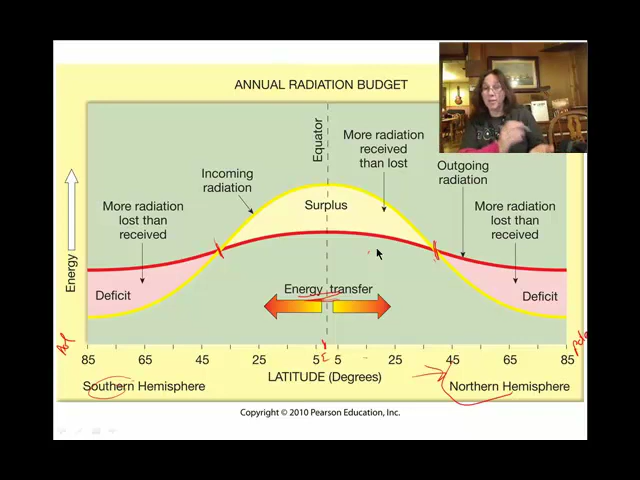 ANNUAL RADIATION BUDGET
Equator
More radiation
received
than lost
Outgoing
radiation
Incoming
radiation
More radiation
lost than
received
Surplus
More radiation
lost than
received
Energy
Deficit
Energy transfer
Deficit
Pol
E
Pole
85 65 45 25 5 5 25 45 65 85
Southern Hemisphere
LATITUDE (Degrees)
Northern Hemisphere
Copyright © 2010 Pearson Education, Inc.